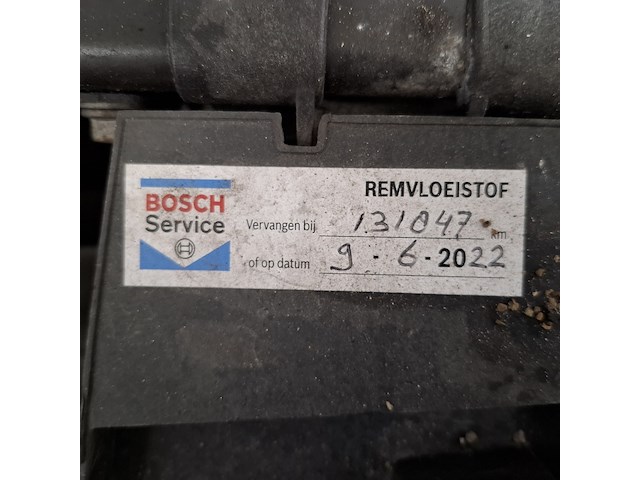 REMVLOEISTOF
BOSCH
Service
Vervangen bij 131047 km
of op datum 9 - 6 - 2022